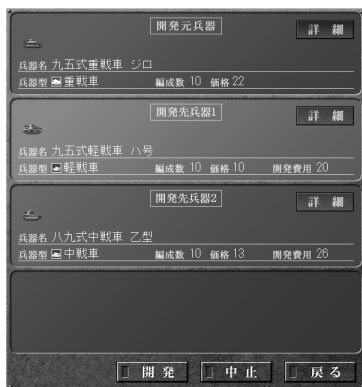 開発元兵器
詳 細
兵器名 九五式重戦車 ジロ
兵器型 重戦車 編成数 10 価格 22
開発先兵器1
詳 細
兵器名 九五式軽戦車 ハ号
兵器型 軽戦車 編成数 10 価格 10 開発費用 20
開発先兵器2
詳 細
兵器名 八九式中戦車 乙型
兵器型 中戦車 編成数 10 価格 13 開発費用 26
開 発 中 止 戻 る